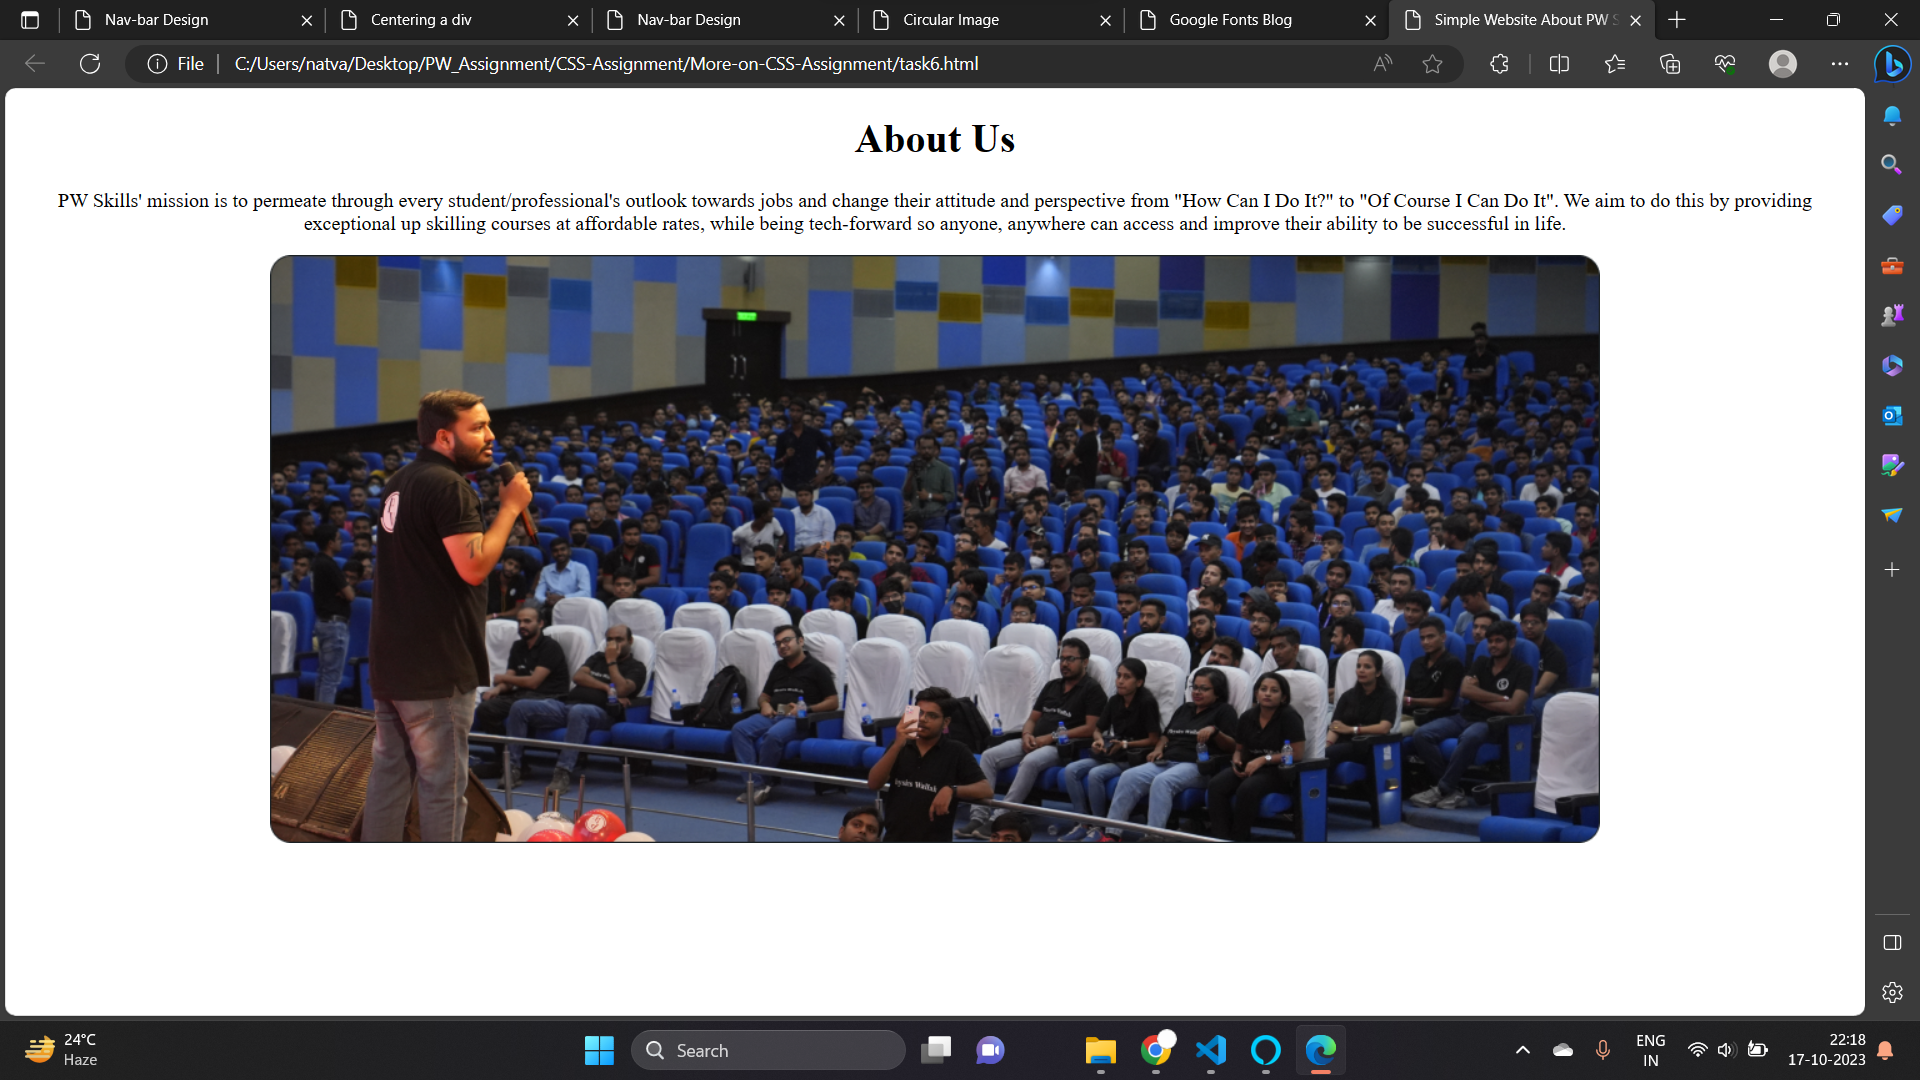 Nav-bar Design
Centering a div
Nav-bar Design
Circular Image
Google Fonts Blog
Simple Website About PW S
File
C:/Users/natva/Desktop/PW_Assignment/CSS-Assignment/More-on-CSS-Assignment/task6.html
About Us
PW Skills' mission is to permeate through every student/professional's outlook towards jobs and change their attitude and perspective from "How Can I Do It?" to "Of Course I Can Do It". We aim to do this by providing
exceptional up skilling courses at affordable rates, while being tech-forward so anyone, anywhere can access and improve their ability to be successful in life.
24°C
Haze
Search
ENG
IN
22:18
17-10-2023